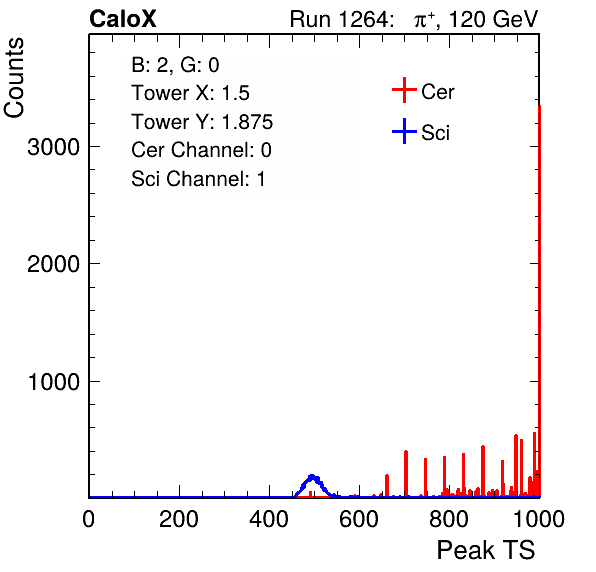 CaloX Run 1264: π⁺, 120 GeV
B: 2, G: 0
Tower X: 1.5
Tower Y: 1.875
Cer Channel: 0
Sci Channel: 1
Cer
Sci
Counts
3000
2000
1000
0 200 400 600 800 1000
Peak TS